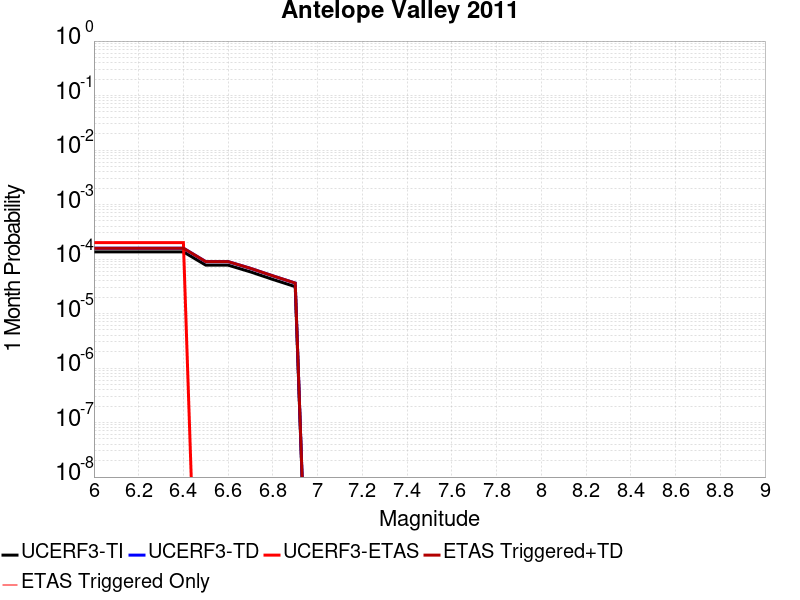 Antelope Valley 2011
1 Month Probability
10^0
10^-1
10^-2
10^-3
10^-4
10^-5
10^-6
10^-7
10^-8
6 6.2 6.4 6.6 6.8 7 7.2 7.4 7.6 7.8 8 8.2 8.4 8.6 8.8 9
Magnitude
UCERF3-TI UCERF3-TD UCERF3-ETAS ETAS Triggered+TD
ETAS Triggered Only